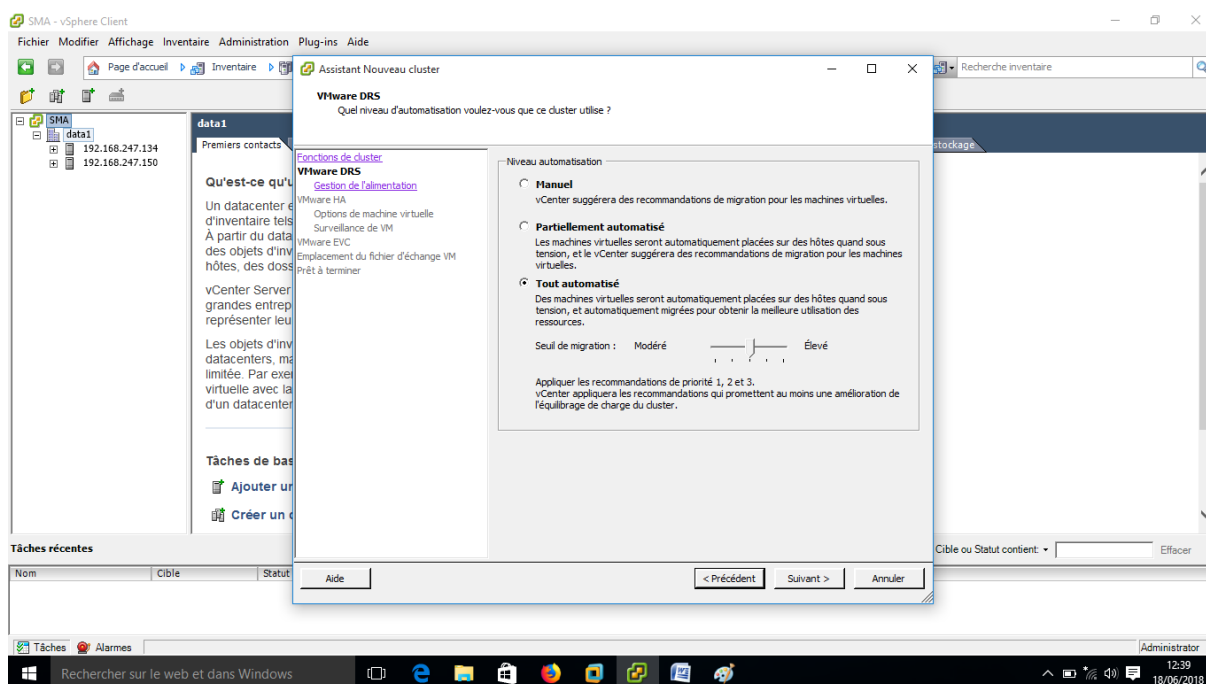 SMA - vSphere Client
Fichier Modifier Affichage Inventaire Administration Plug-ins Aide
Page d'accueil Inventaire
Recherche inventaire
SMA
data1
192.168.247.134
192.168.247.150
data1
Premiers contacts
stockage
Qu'est-ce qu'u
Un datacenter e
d'inventaire tels
À partir du data
des objets d'inv
hôtes, des doss
vCenter Server
grandes entrep
représenter leu
Les objets d'inv
datacenters, ma
limitée. Par exe
virtuelle avec la
d'un datacenter
Tâches de bas
Ajouter un
Créer un c
Assistant Nouveau cluster
VMware DRS
Quel niveau d'automatisation voulez-vous que ce cluster utilise ?
Fonctions de cluster
VMware DRS
Gestion de l'alimentation
VMware HA
Options de machine virtuelle
Surveillance de VM
VMware EVC
Emplacement du fichier d'échange VM
Prêt à terminer
Niveau automatisation
Manuel
vCenter suggérera des recommandations de migration pour les machines virtuelles.
Partiellement automatisé
Les machines virtuelles seront automatiquement placées sur des hôtes quand sous
tension, et le vCenter suggérera des recommandations de migration pour les machines
virtuelles.
Tout automatisé
Des machines virtuelles seront automatiquement placées sur des hôtes quand sous
tension, et automatiquement migrées pour obtenir la meilleure utilisation des
ressources.
Seuil de migration : Modéré Élevé
Appliquer les recommandations de priorité 1, 2 et 3.
vCenter appliquera les recommandations qui promettent au moins une amélioration de
l'équilibrage de charge du cluster.
Aide
< Précédent Suivant > Annuler
Tâches récentes
Cible ou Statut contient: Effacer
Nom Cible Statut
Tâches Alarmes
Administrator
Rechercher sur le web et dans Windows
12:39
18/06/2018